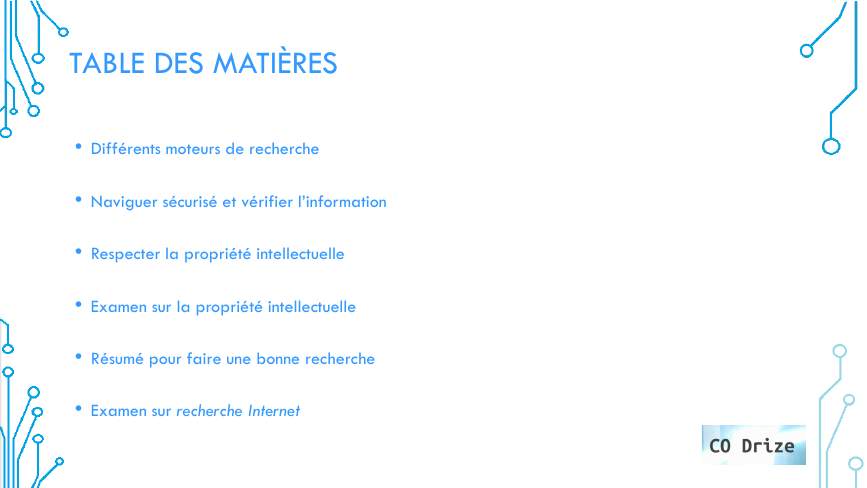 TABLE DES MATIÈRES
• Différents moteurs de recherche
• Naviguer sécurisé et vérifier l'information
• Respecter la propriété intellectuelle
• Examen sur la propriété intellectuelle
• Résumé pour faire une bonne recherche
• Examen sur recherche Internet
CO Drize